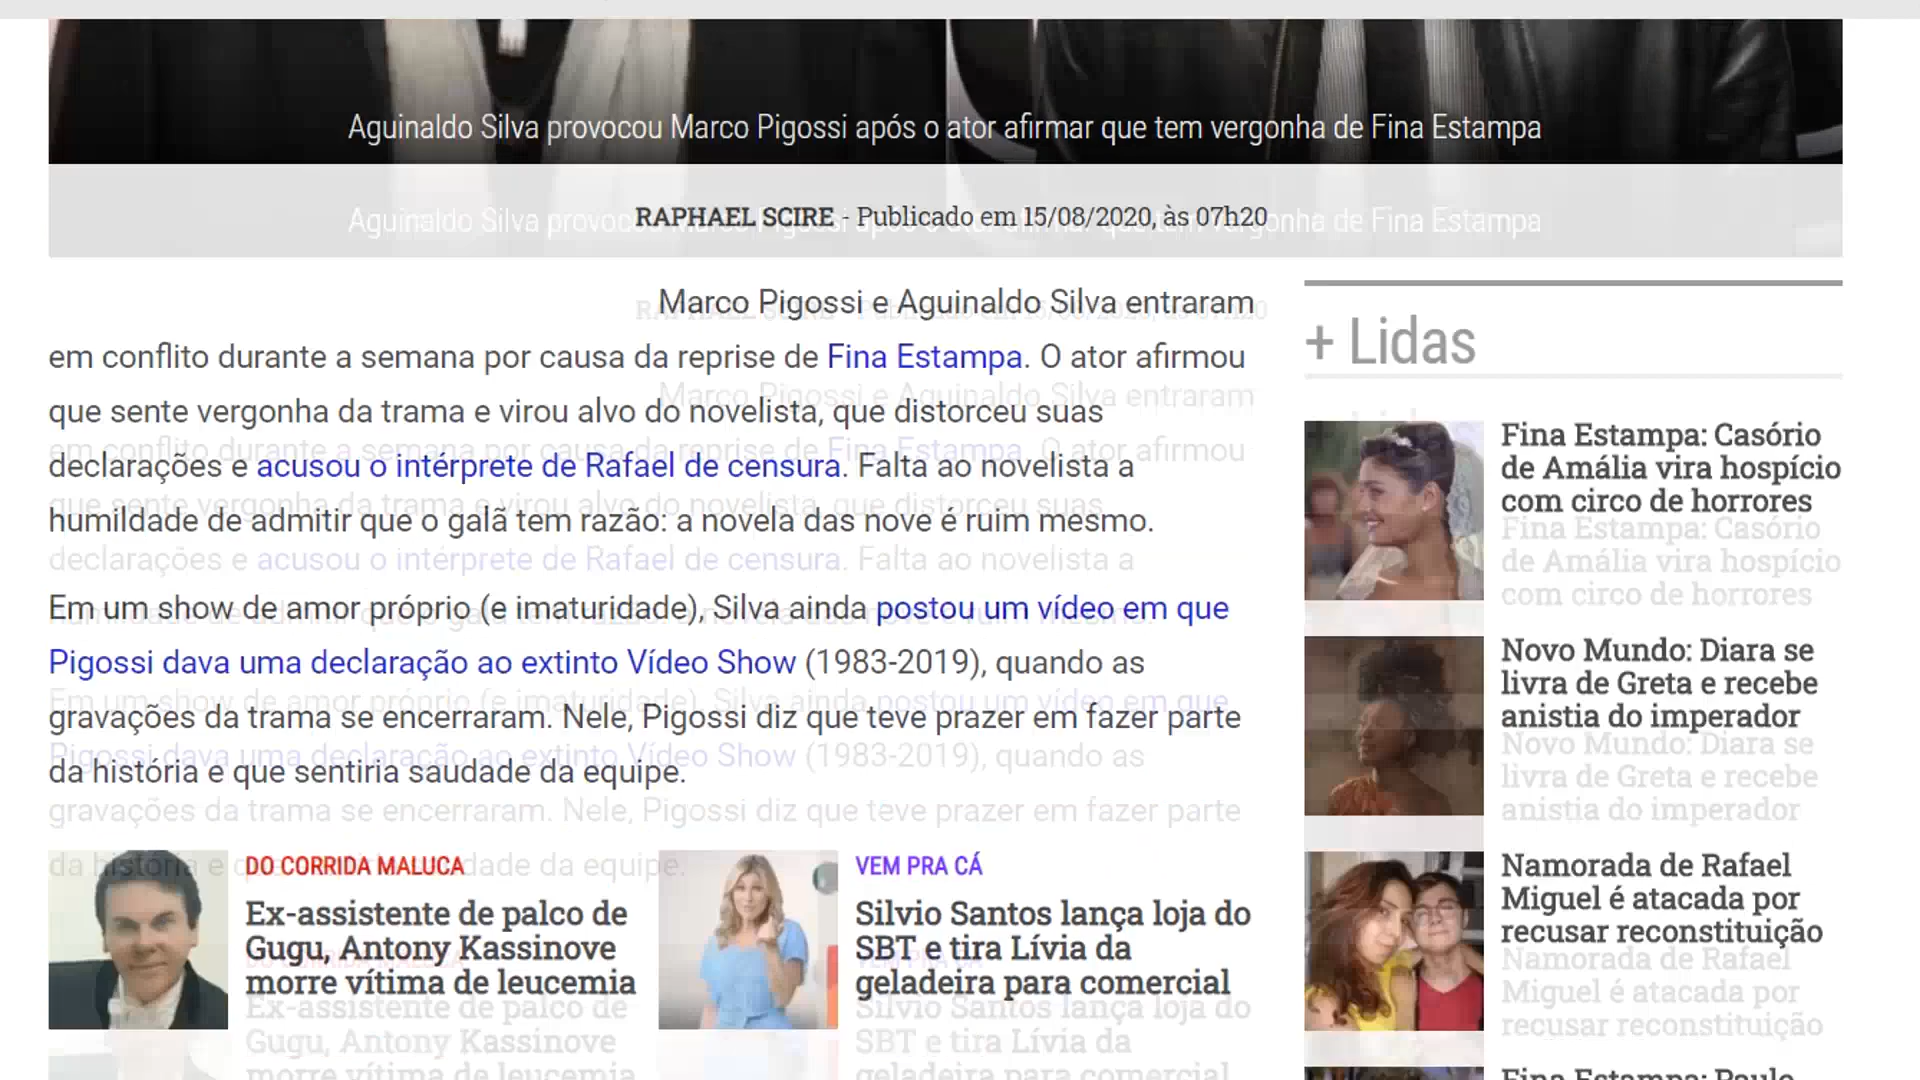 Aguinaldo Silva provocou Marco Pigossi após o ator afirmar que tem vergonha de Fina Estampa
RAPHAEL SCIRE - Publicado em 15/08/2020, às 07h20
Marco Pigossi e Aguinaldo Silva entraram
em conflito durante a semana por causa da reprise de Fina Estampa. O ator afirmou
que sente vergonha da trama e virou alvo do novelista, que distorceu suas
declarações e acusou o intérprete de Rafael de censura. Falta ao novelista a
humildade de admitir que o galã tem razão: a novela das nove é ruim mesmo.
Em um show de amor próprio (e imaturidade), Silva ainda postou um vídeo em que
Pigossi dava uma declaração ao extinto Vídeo Show (1983-2019), quando as
gravações da trama se encerraram. Nele, Pigossi diz que teve prazer em fazer parte
da história e que sentiria saudade da equipe.
DO CORRIDA MALUCA
Ex-assistente de palco de
Gugu, Antony Kassinove
morre vítima de leucemia
VEM PRA CÁ
Silvio Santos lança loja do
SBT e tira Lívia da
geladeira para comercial
+ Lidas
Fina Estampa: Casório
de Amália vira hospício
com circo de horrores
Novo Mundo: Diara se
livra de Greta e recebe
anistia do imperador
Namorada de Rafael
Miguel é atacada por
recusar reconstituição
Fina Estampa: Paulo